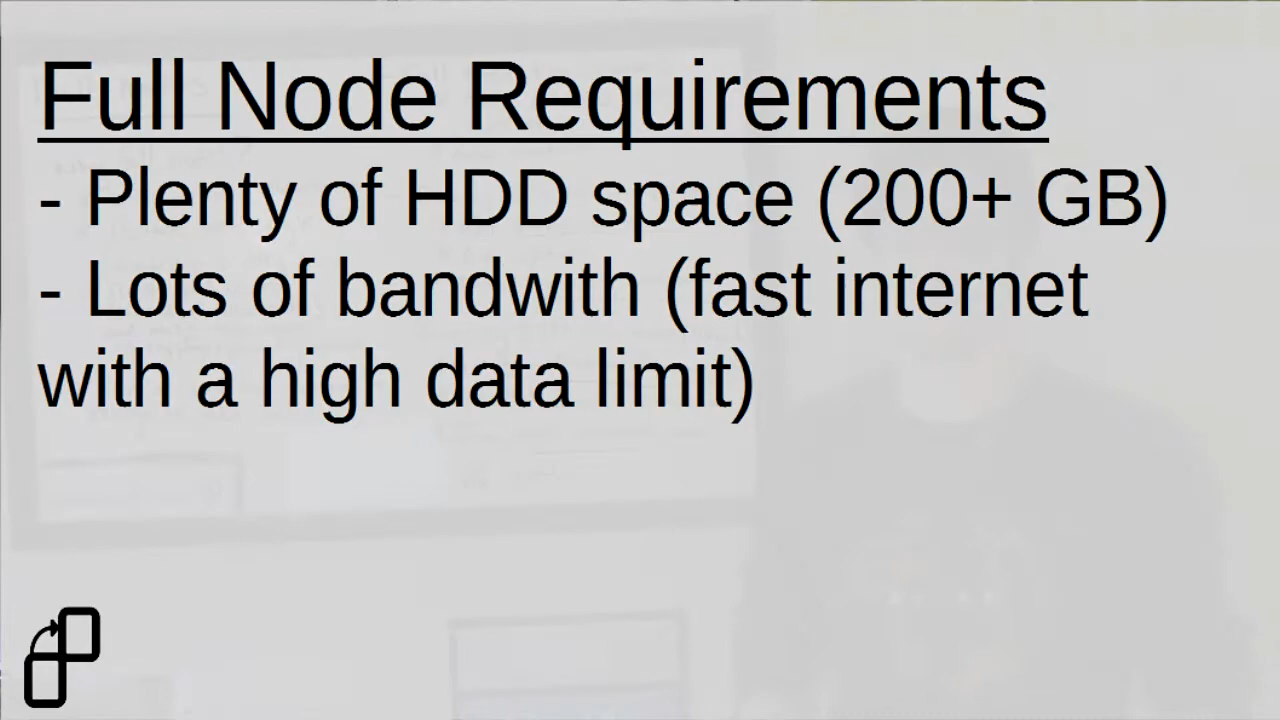 Full Node Requirements
- Plenty of HDD space (200+ GB)
- Lots of bandwith (fast internet
with a high data limit)